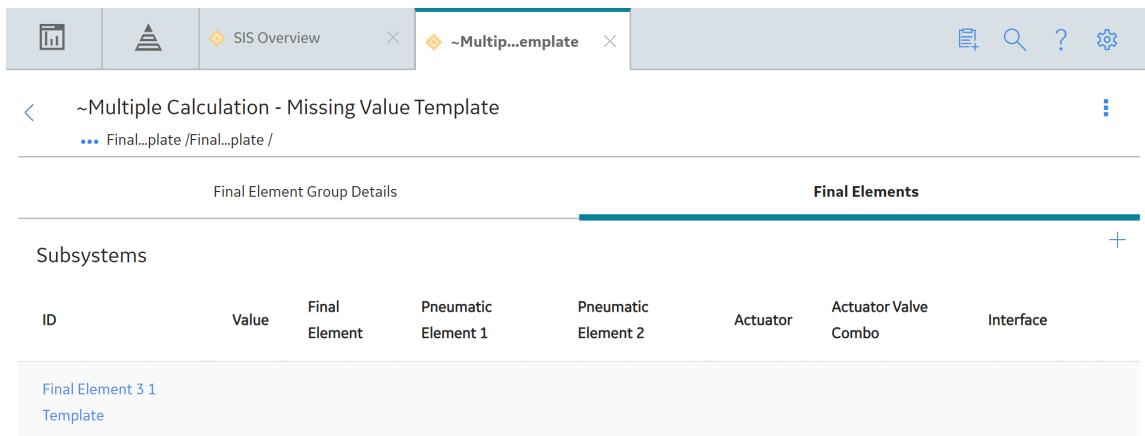 SIS Overview
~Multip...emplate
~Multiple Calculation - Missing Value Template
••• Final...plate /Final...plate /
Final Element Group Details
Final Elements
Subsystems
ID
Value
Final
Element
Pneumatic
Element 1
Pneumatic
Element 2
Actuator
Actuator Valve
Combo
Interface
Final Element 3 1
Template